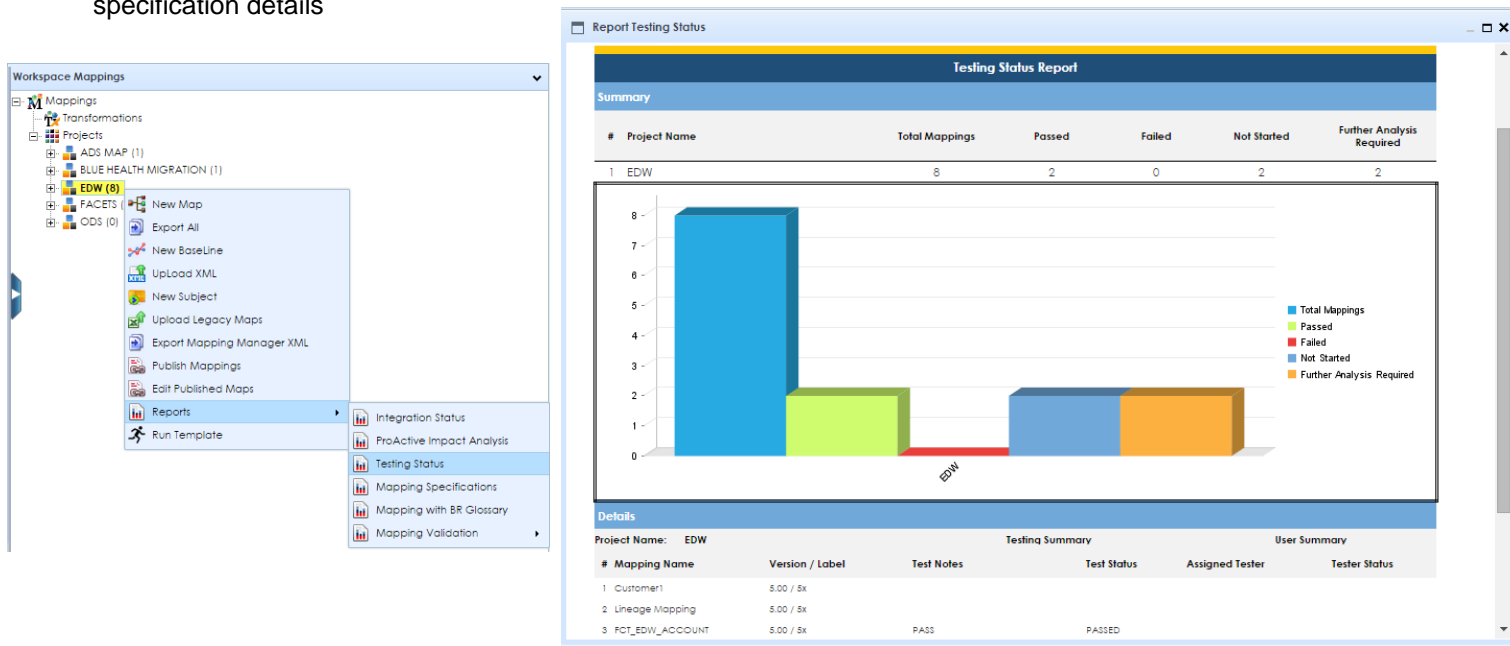 specification details
Workspace Mappings
Mappings
Transformations
Projects
ADS MAP (1)
BLUE HEALTH MIGRATION (1)
EDW (8)
FACETS (
ODS (0)
New Map
Export All
New BaseLine
UpLoad XML
New Subject
Upload Legacy Maps
Export Mapping Manager XML
Publish Mappings
Edit Published Maps
Reports
Run Template
Integration Status
ProActive Impact Analysis
Testing Status
Mapping Specifications
Mapping with BR Glossary
Mapping Validation
Report Testing Status
Testing Status Report
Summary
# Project Name Total Mappings Passed Failed Not Started Further Analysis Required
1 EDW 8 2 0 2 2
8
7
6
5
4
3
2
1
0
EDW
Total Mappings
Passed
Failed
Not Started
Further Analysis Required
Details
Project Name: EDW Testing Summary User Summary
# Mapping Name Version / Label Test Notes Test Status Assigned Tester Tester Status
1 Customer1 5.00 / 5x
2 Lineage Mapping 5.00 / 5x
3 FCT_EDW_ACCOUNT 5.00 / 5x PASS PASSED